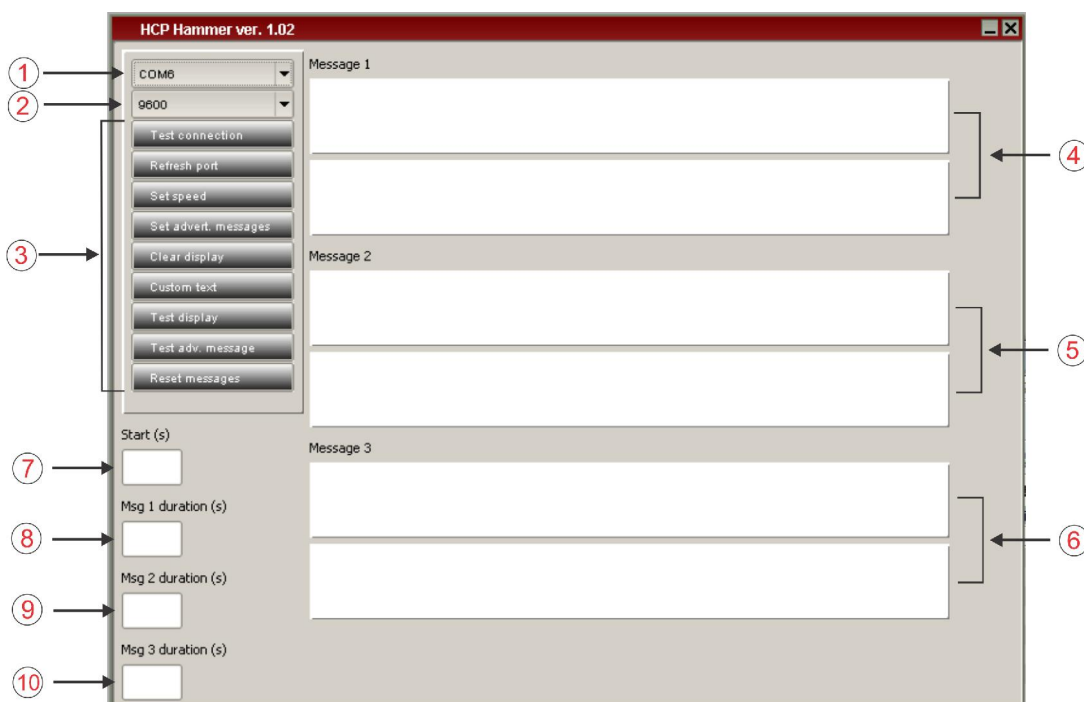 HCP Hammer ver. 1.02
1
COM6
2
9600
3
Test connection
Refresh port
Set speed
Set advert. messages
Clear display
Custom text
Test display
Test adv. message
Reset messages
Message 1
4
Message 2
5
Message 3
6
Start (s)
7
Msg 1 duration (s)
8
Msg 2 duration (s)
9
Msg 3 duration (s)
10